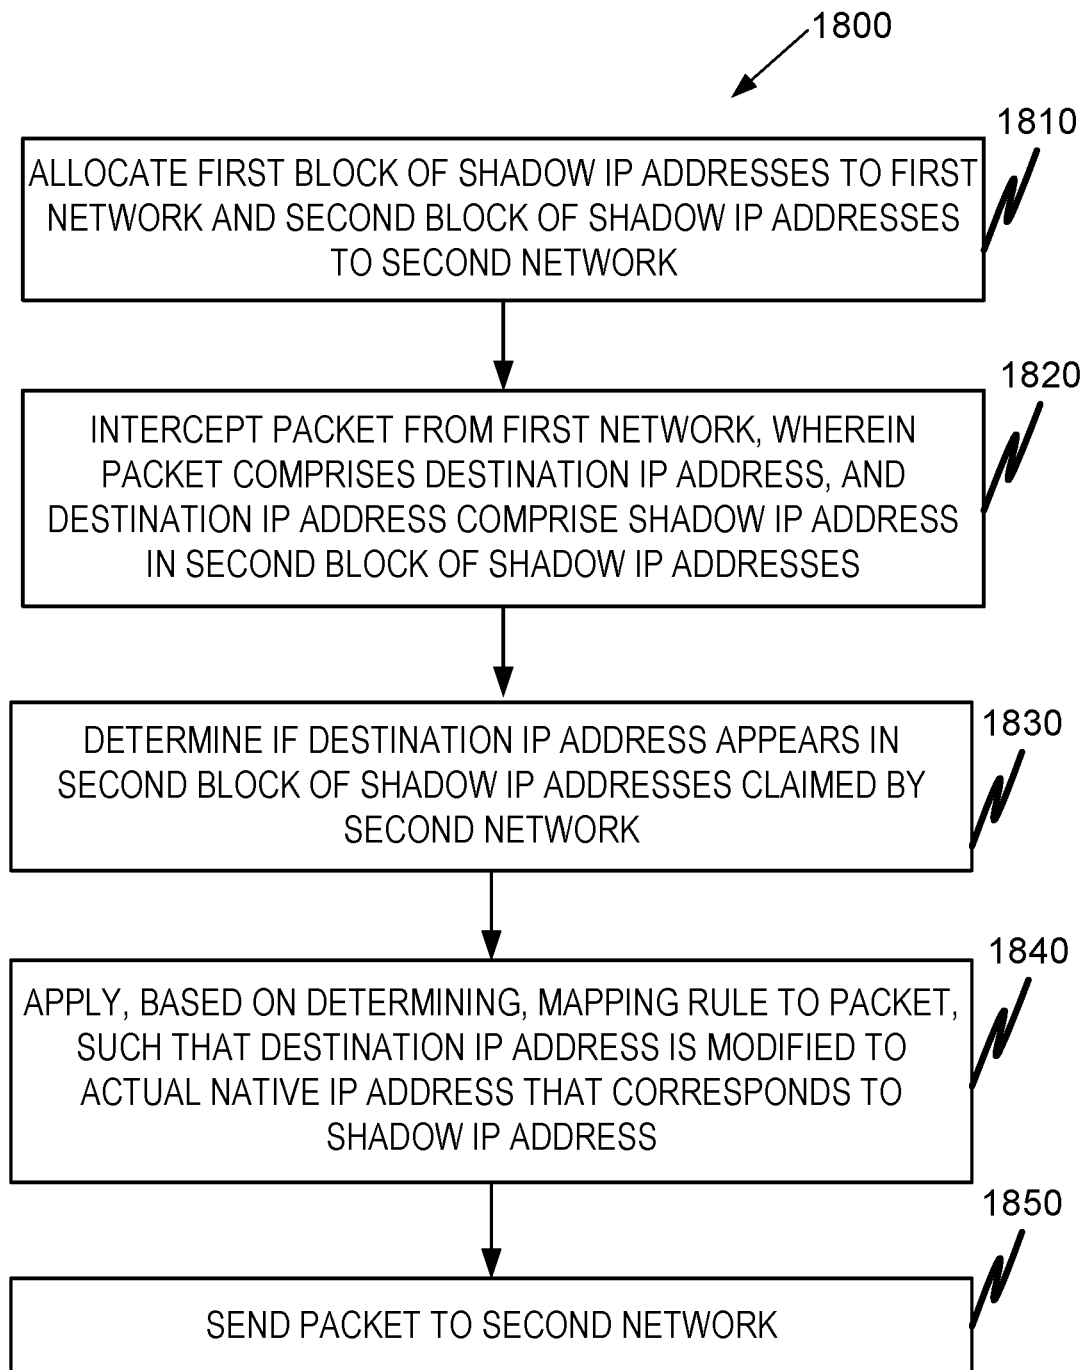 1800
1810
ALLOCATE FIRST BLOCK OF SHADOW IP ADDRESSES TO FIRST
NETWORK AND SECOND BLOCK OF SHADOW IP ADDRESSES
TO SECOND NETWORK
1820
INTERCEPT PACKET FROM FIRST NETWORK, WHEREIN
PACKET COMPRISES DESTINATION IP ADDRESS, AND
DESTINATION IP ADDRESS COMPRISE SHADOW IP ADDRESS
IN SECOND BLOCK OF SHADOW IP ADDRESSES
1830
DETERMINE IF DESTINATION IP ADDRESS APPEARS IN
SECOND BLOCK OF SHADOW IP ADDRESSES CLAIMED BY
SECOND NETWORK
1840
APPLY, BASED ON DETERMINING, MAPPING RULE TO PACKET,
SUCH THAT DESTINATION IP ADDRESS IS MODIFIED TO
ACTUAL NATIVE IP ADDRESS THAT CORRESPONDS TO
SHADOW IP ADDRESS
1850
SEND PACKET TO SECOND NETWORK